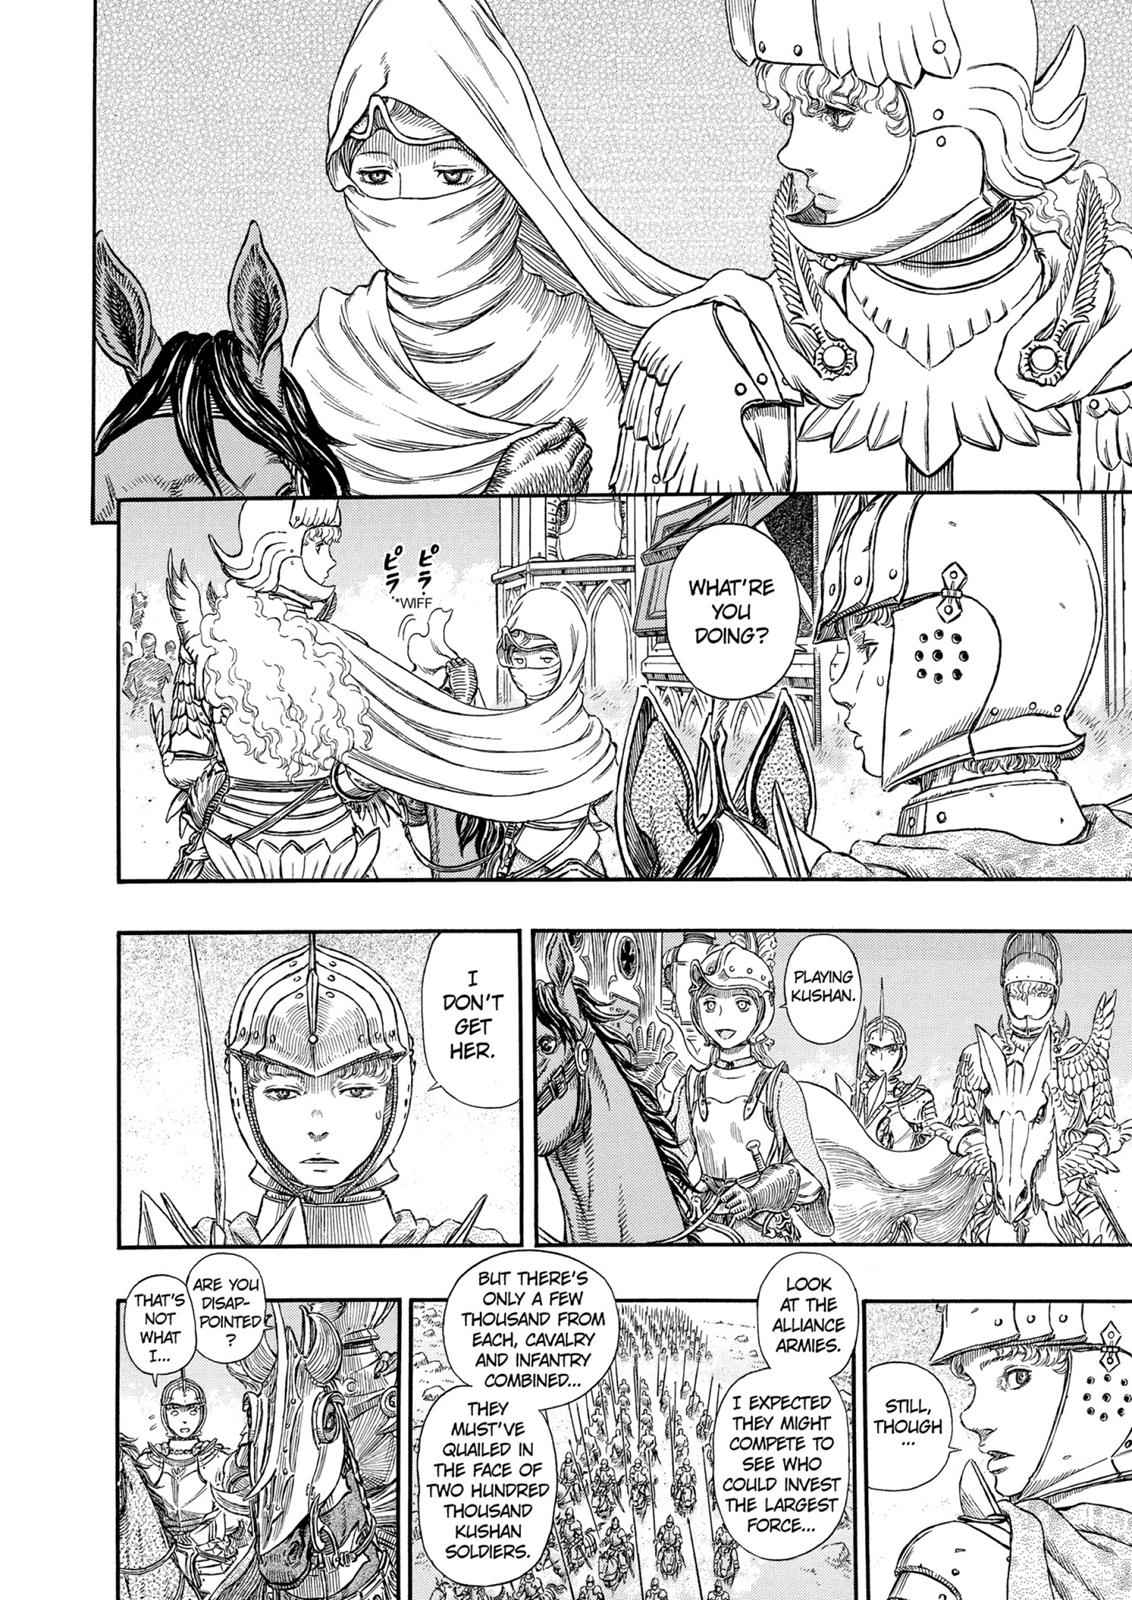 ピラ
ピラ
*WIFF
WHAT'RE
YOU
DOING?
PLAYING
KUSHAN.
I
DON'T
GET
HER.
STILL,
THOUGH
...
LOOK
AT THE
ALLIANCE
ARMIES.
I EXPECTED
THEY MIGHT
COMPETE TO
SEE WHO
COULD INVEST
THE LARGEST
FORCE...
BUT THERE'S
ONLY A FEW
THOUSAND FROM
EACH, CAVALRY
AND INFANTRY
COMBINED...
THEY
MUST'VE
QUAILED IN
THE FACE OF
TWO HUNDRED
THOUSAND
KUSHAN
SOLDIERS.
ARE YOU
DISAP-
POINTED
?
THAT'S
NOT
WHAT
I...